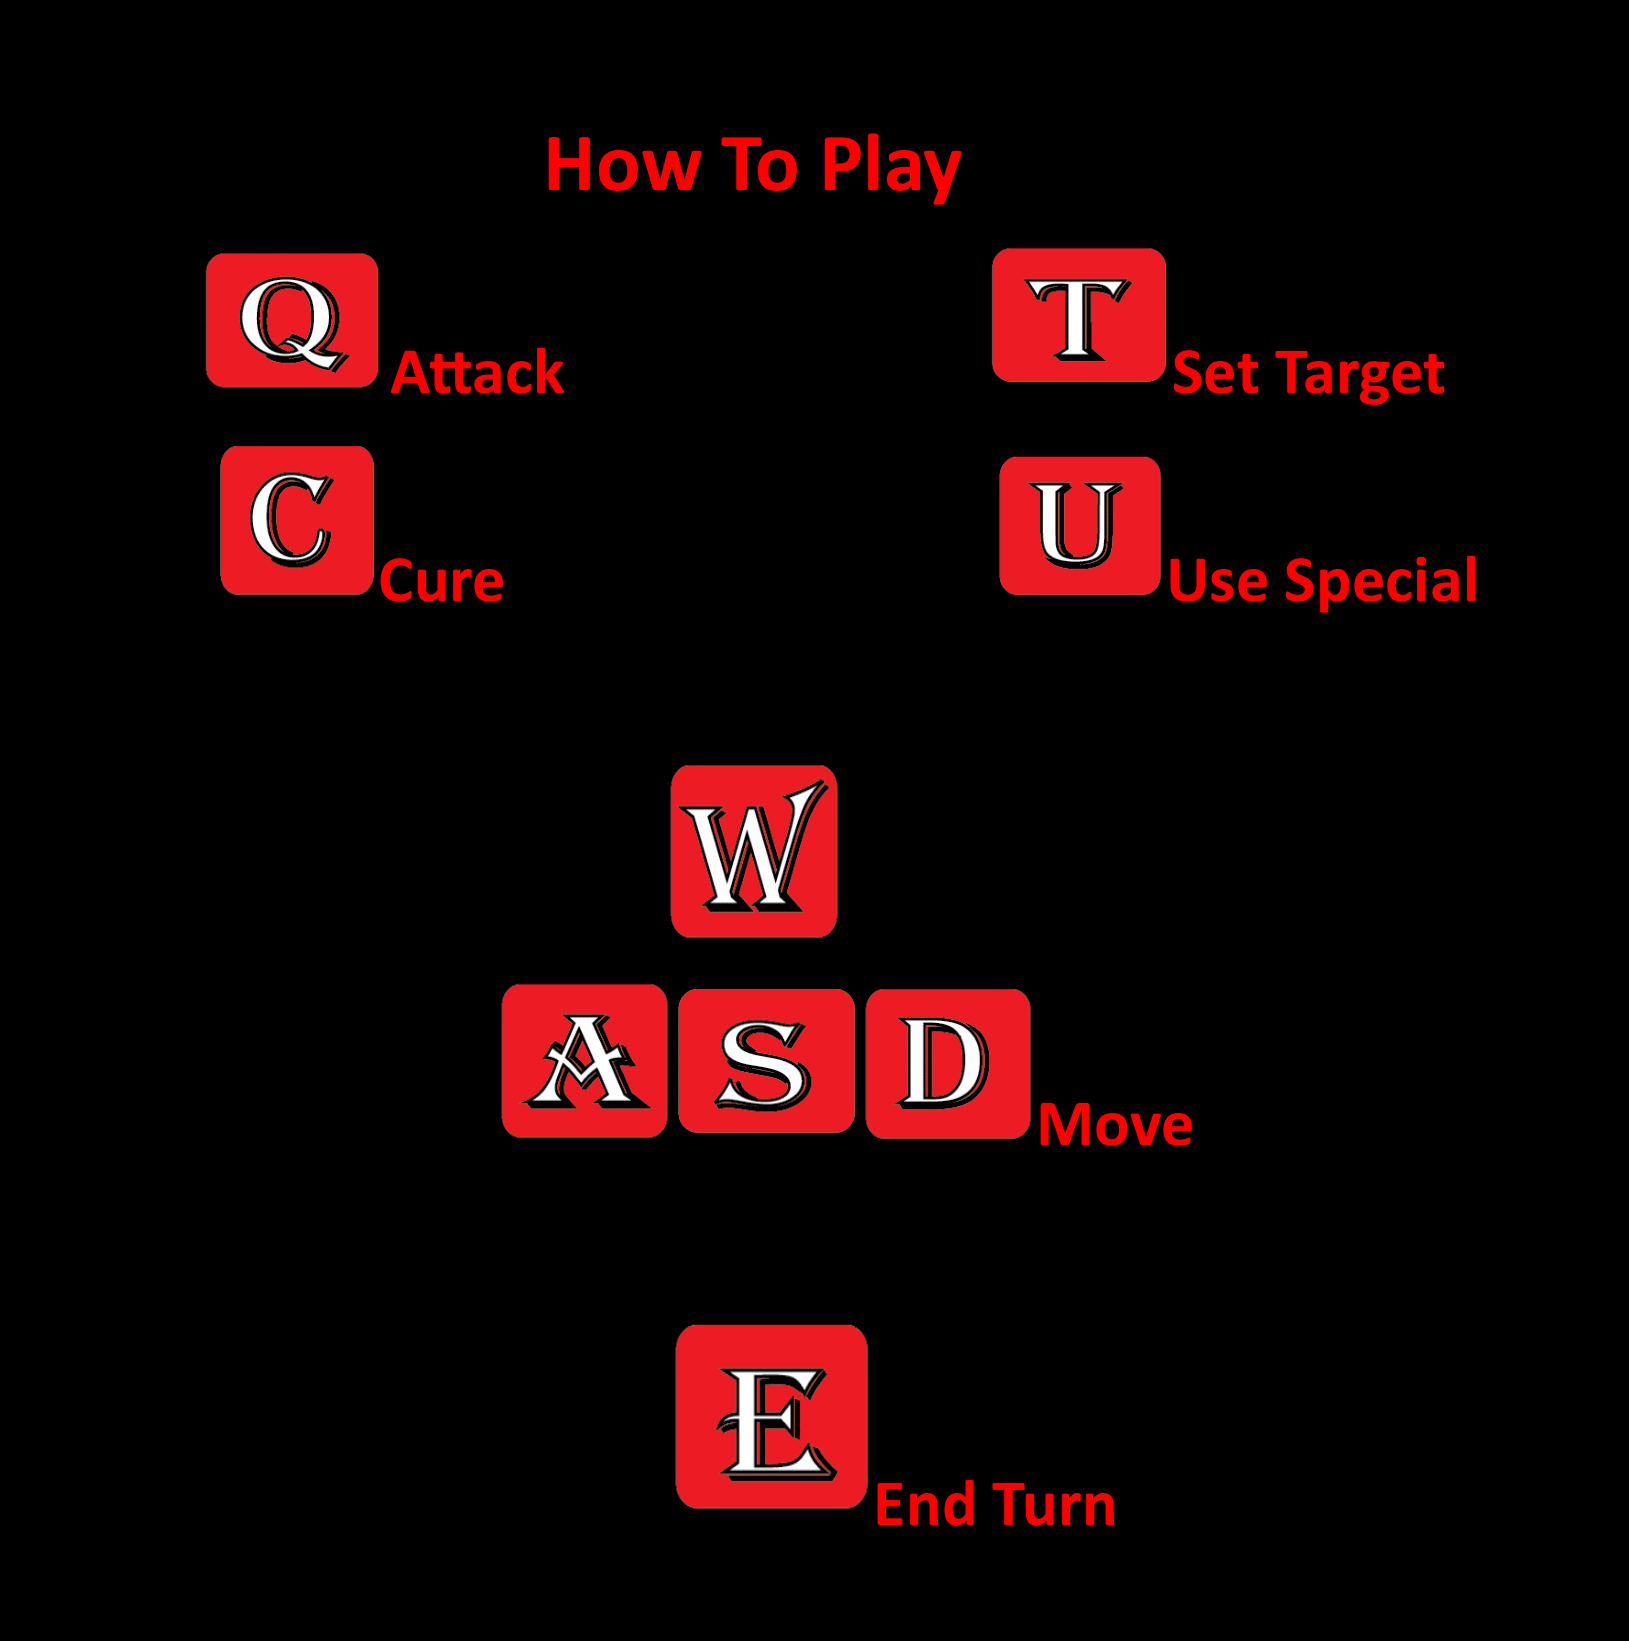 How To Play
Q Attack
T Set Target
C Cure
U Use Special
W
A S D Move
E End Turn